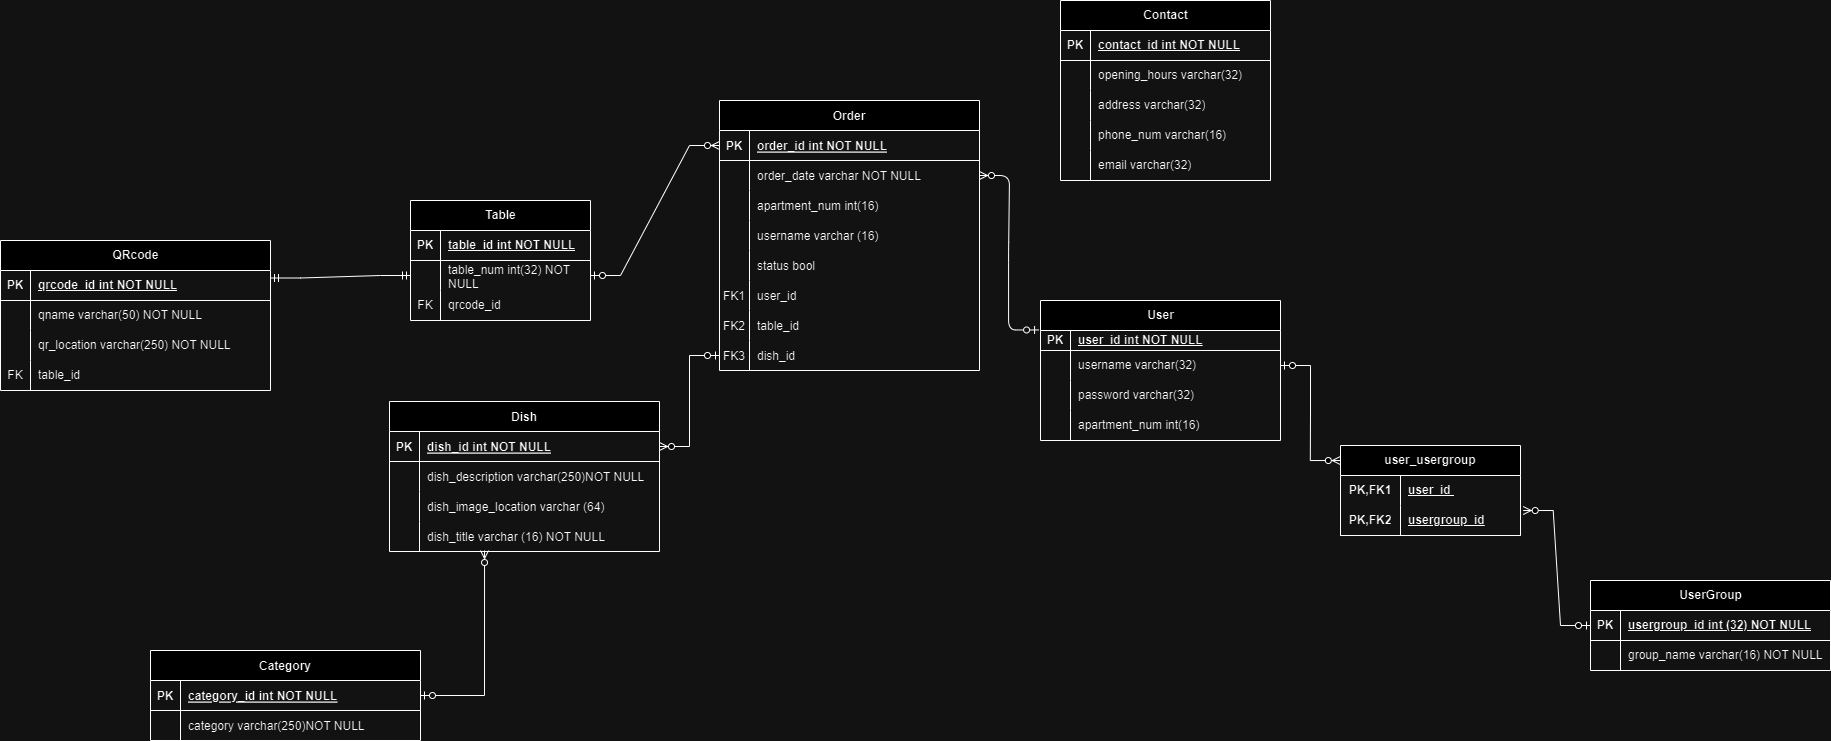 Contact
PK contact_id int NOT NULL
opening_hours varchar(32)
address varchar(32)
phone_num varchar(16)
email varchar(32)
Order
PK order_id int NOT NULL
order_date varchar NOT NULL
apartment_num int(16)
username varchar (16)
status bool
FK1 user_id
FK2 table_id
FK3 dish_id
Table
PK table_id int NOT NULL
table_num int(32) NOT
NULL
FK qrcode_id
QRcode
PK qrcode_id int NOT NULL
qname varchar(50) NOT NULL
qr_location varchar(250) NOT NULL
FK table_id
User
PK user_id int NOT NULL
username varchar(32)
password varchar(32)
apartment_num int(16)
Dish
PK dish_id int NOT NULL
dish_description varchar(250)NOT NULL
dish_image_location varchar (64)
dish_title varchar (16) NOT NULL
user_usergroup
PK,FK1 user_id
PK,FK2 usergroup_id
UserGroup
PK usergroup_id int (32) NOT NULL
group_name varchar(16) NOT NULL
Category
PK category_id int NOT NULL
category varchar(250)NOT NULL